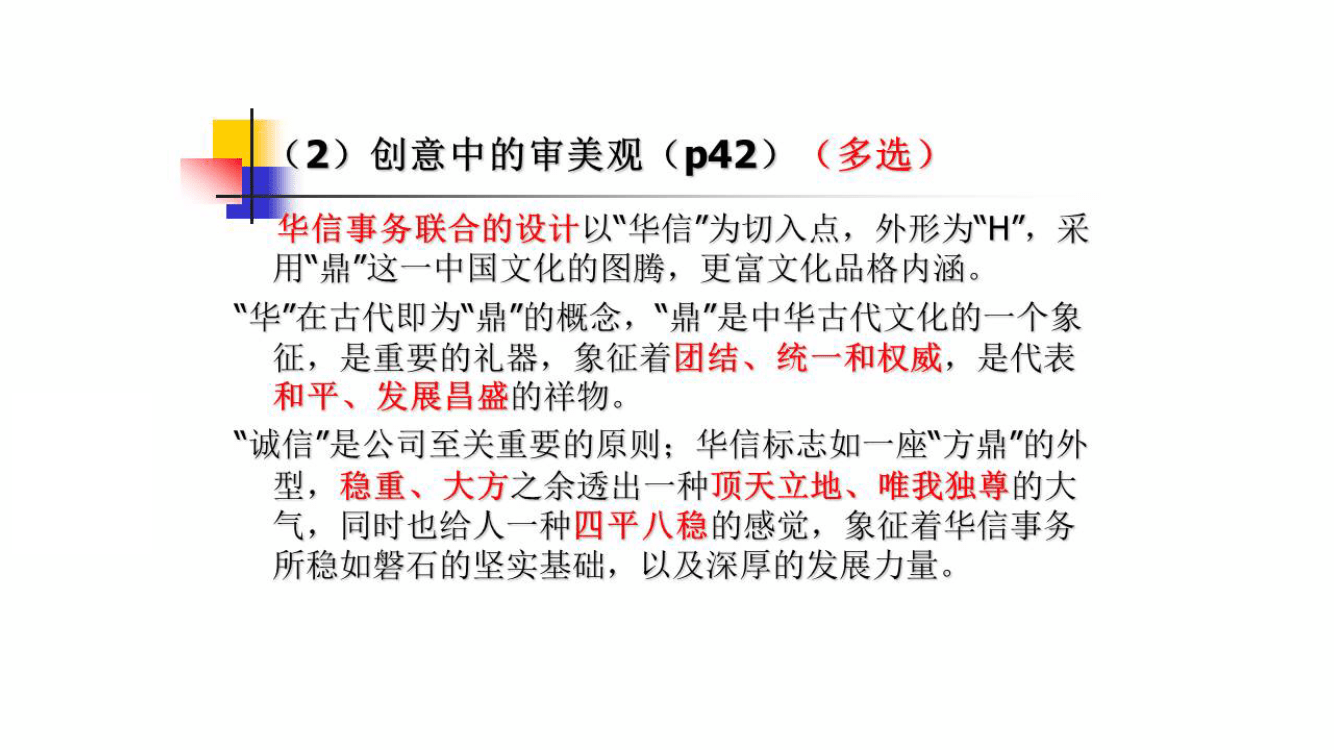 （2）创意中的审美观（p42）（多选）
华信事务联合的设计以“华信”为切入点，外形为“H”，采
用“鼎”这一中国文化的图腾，更富文化品格内涵。
“华”在古代即为“鼎”的概念，“鼎”是中华古代文化的一个象
征，是重要的礼器，象征着团结、统一和权威，是代表
和平、发展昌盛的祥物。
“诚信”是公司至关重要的原则；华信标志如一座“方鼎”的外
型，稳重、大方之余透出一种顶天立地、唯我独尊的大
气，同时也给人一种四平八稳的感觉，象征着华信事务
所稳如磐石的坚实基础，以及深厚的发展力量。